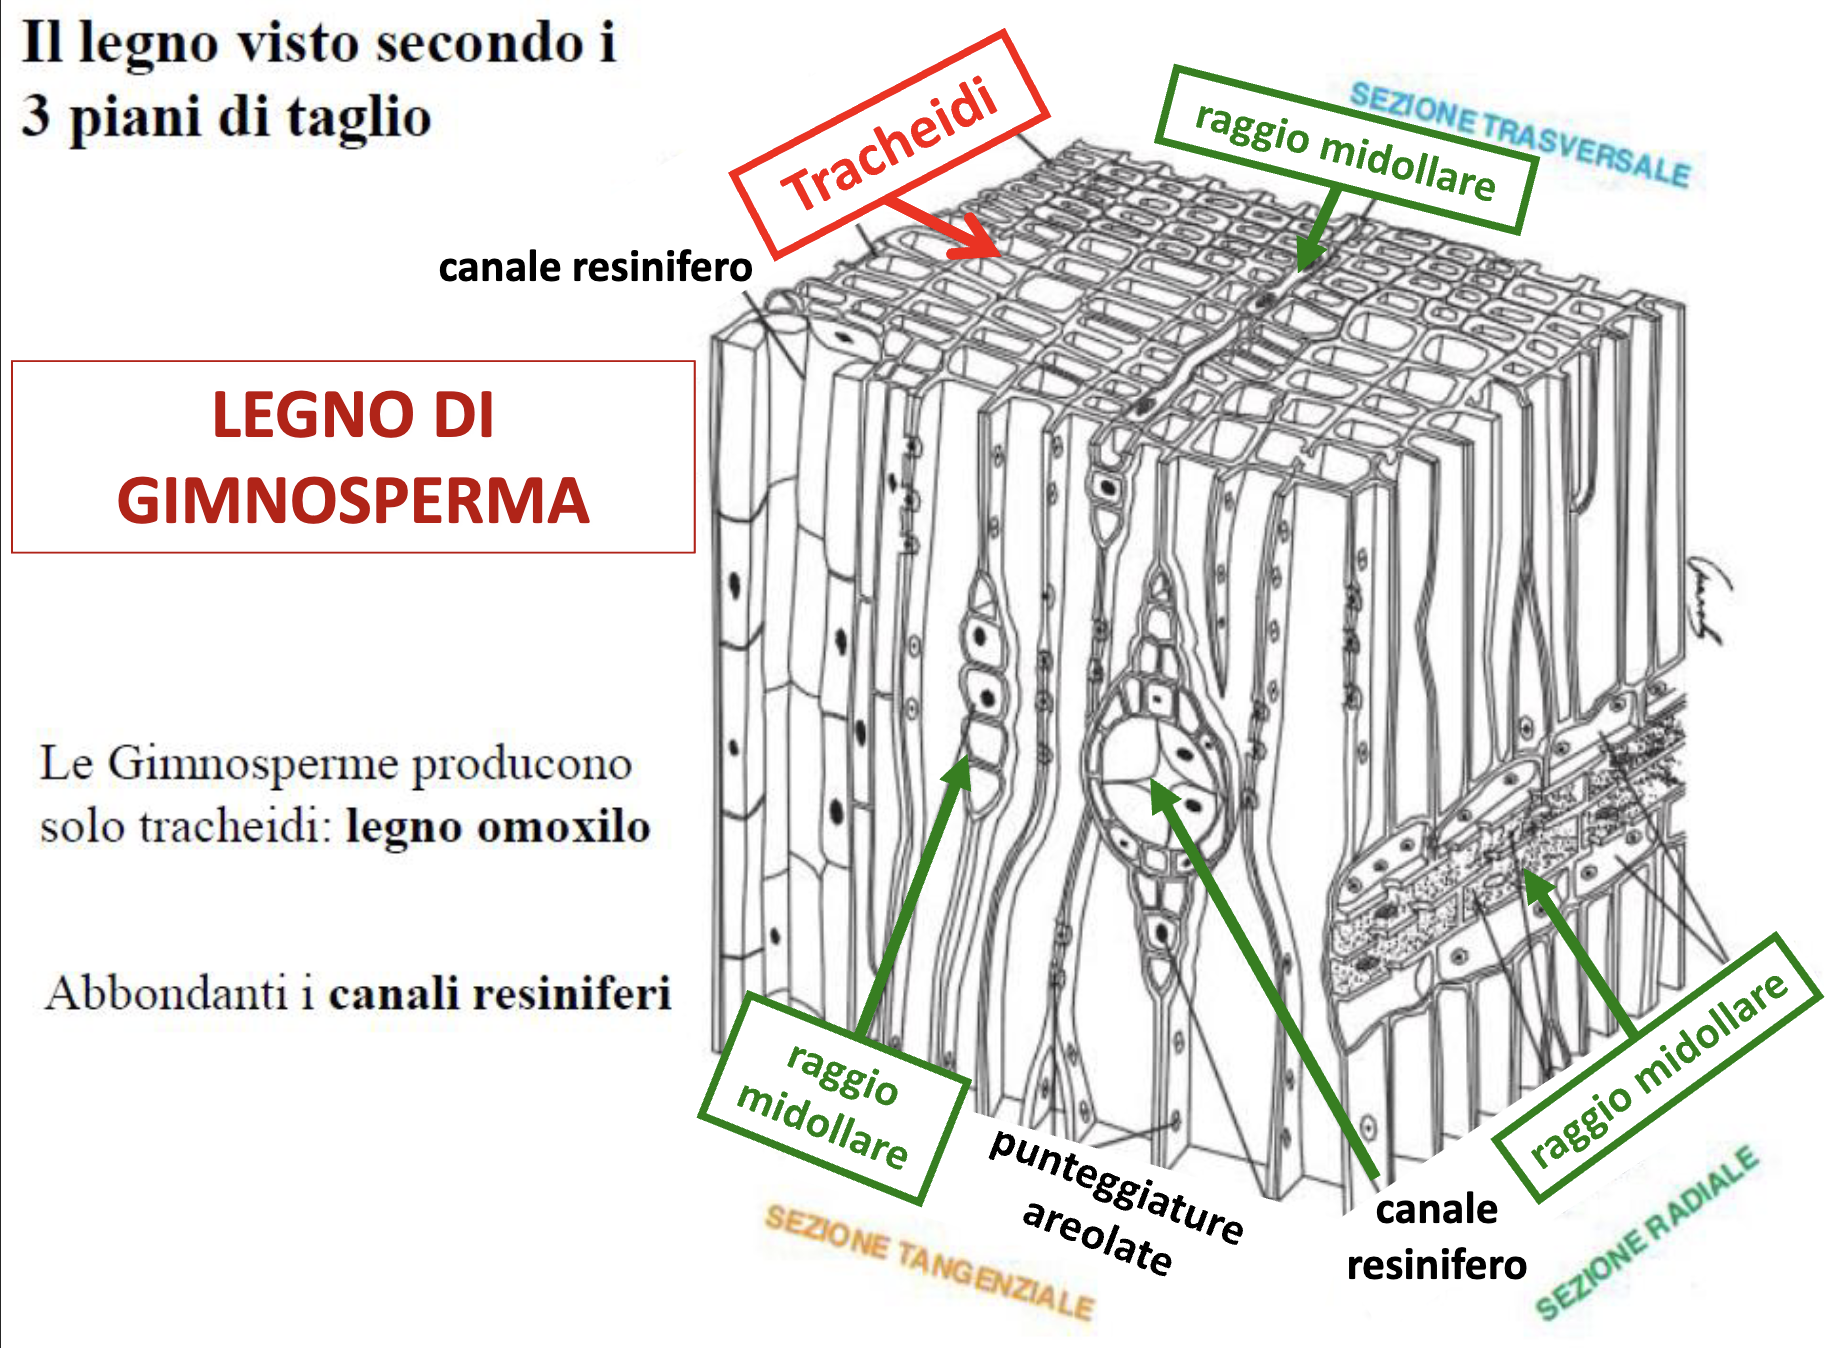 Il legno visto secondo i
3 piani di taglio
Tracheidi
raggio midollare
SEZIONE TRASVERSALE
canale resinifero
LEGNO DI
GIMNOSPERMA
Le Gimnosperme producono
solo tracheidi: legno omoxilo
Abbondanti i canali resiniferi
raggio
midollare
punteggiature
areolate
canale
resinifero
raggio midollare
SEZIONE TANGENZIALE
SEZIONE RADIALE